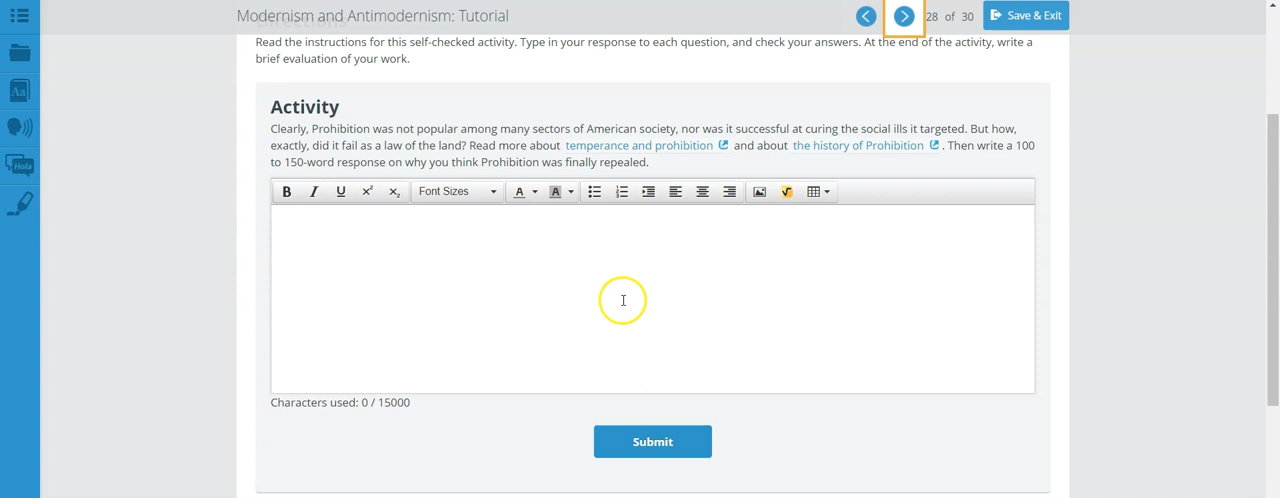 Modernism and Antimodernism: Tutorial
28 of 30
Save & Exit
Directions
Read the instructions for this self-checked activity. Type in your response to each question, and check your answers. At the end of the activity, write a
brief evaluation of your work.
Activity
Clearly, Prohibition was not popular among many sectors of American society, nor was it successful at curing the social ills it targeted. But how,
exactly, did it fail as a law of the land? Read more about temperance and prohibition and about the history of Prohibition . Then write a 100
to 150-word response on why you think Prohibition was finally repealed.
B I U x² x₂ Font Sizes A A
Characters used: 0 / 15000
Submit
Aa
Hola